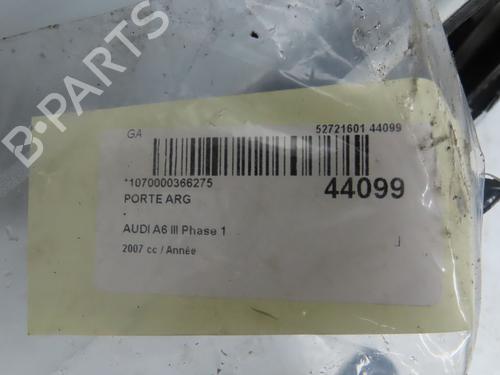 GA 52721601 44099
*1070000366275 44099
PORTE ARG
AUDI A6 III Phase 1
2007 cc / Année
B-PARTS